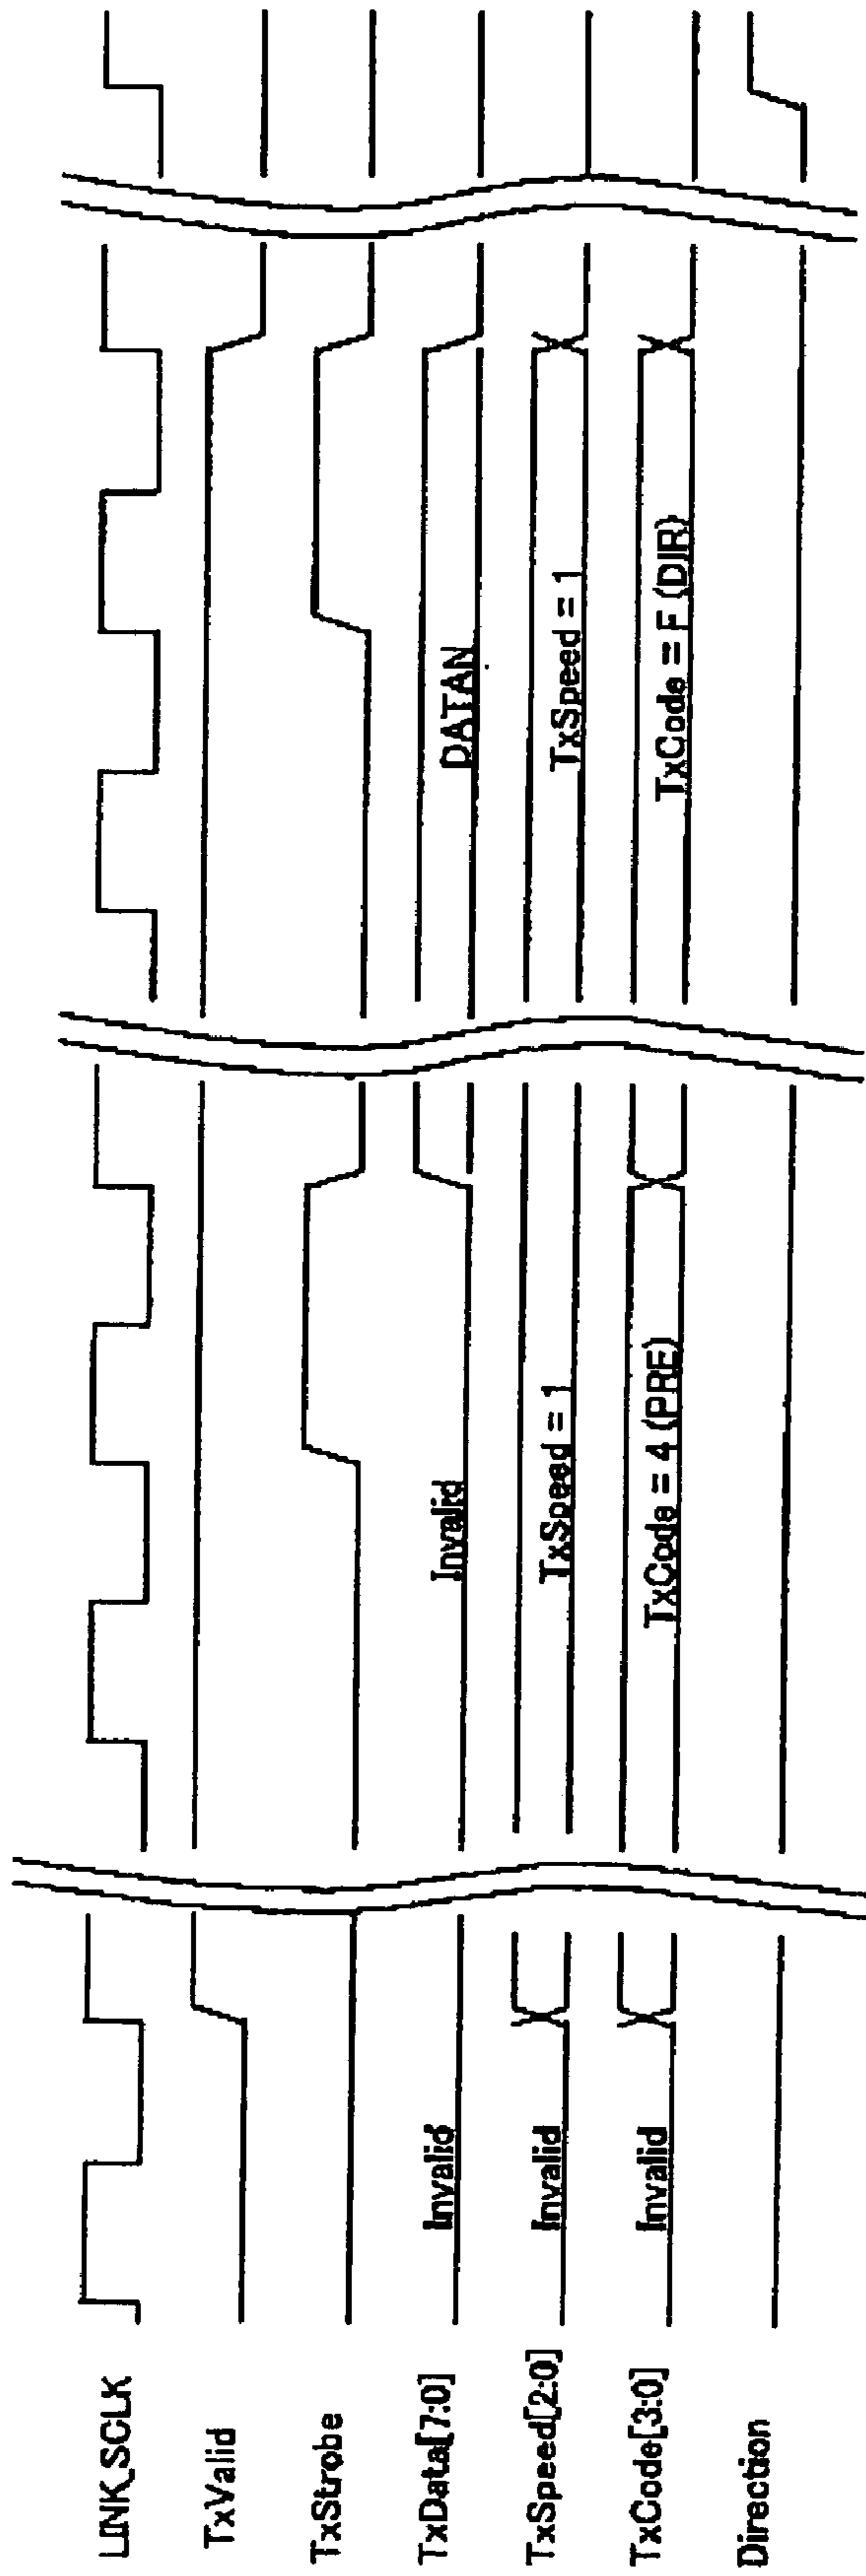 LINK_SCLK
TxValid
TxStrobe
TxData[7:0]
Invalid
Invalid
DATAN
TxSpeed[2:0]
Invalid
TxSpeed = 1
TxSpeed = 1
TxCode[3:0]
Invalid
TxCode = 4 (PRE)
TxCode = F (DIR)
Direction